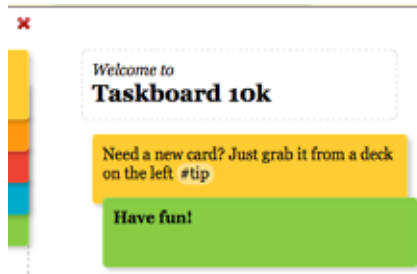 Welcome to
Taskboard 10k
Need a new card? Just grab it from a deck
on the left #tip
Have fun!